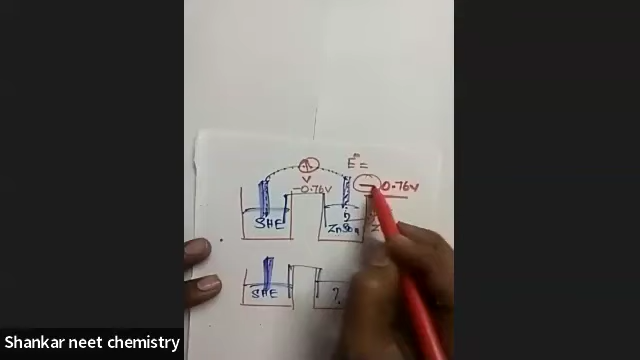 E° =
V
-0.76V
- 0.76V
SHE
ZnSO4
SHE
?
Shankar neet chemistry